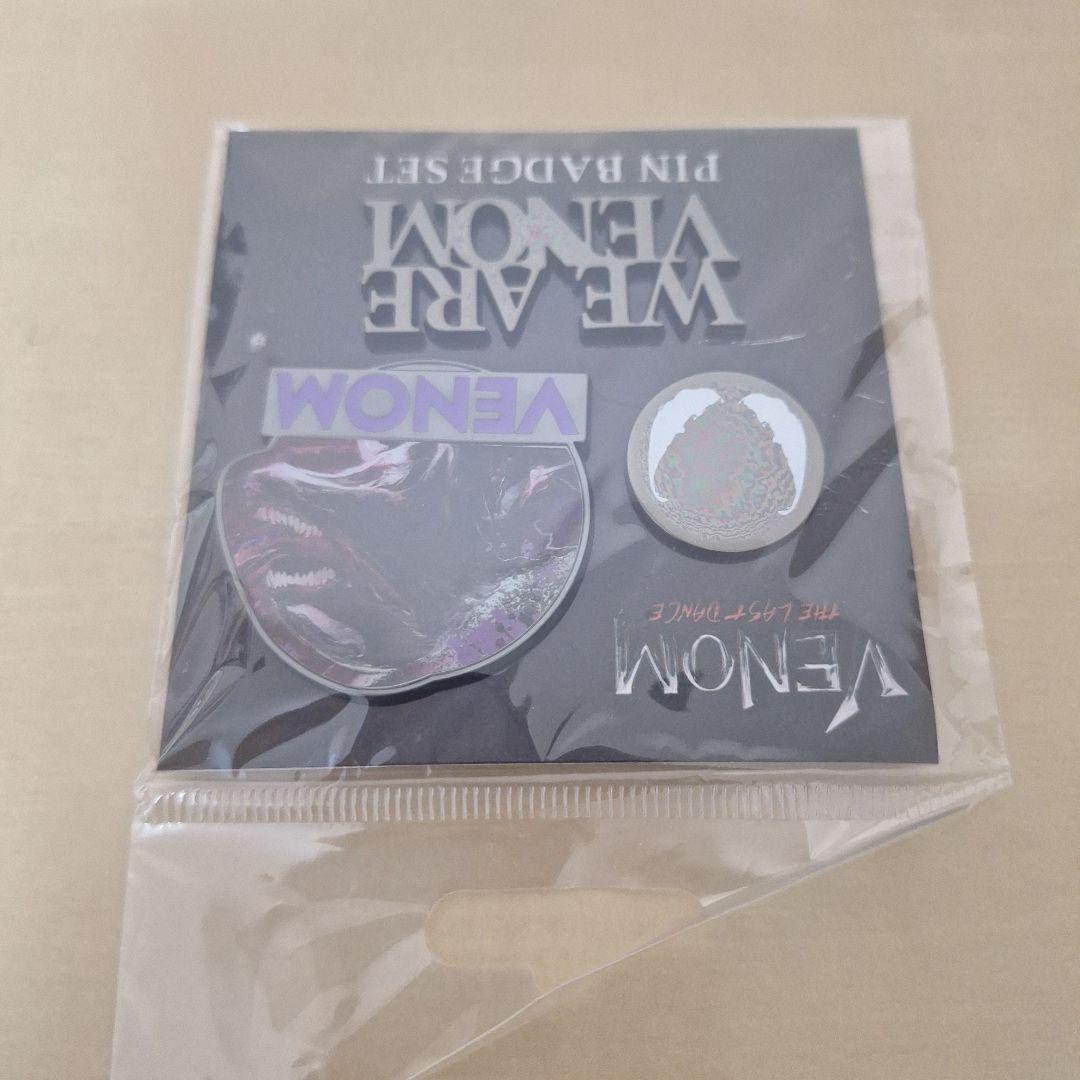 VENOM
THE LAST DANCE
VENOM
WE ARE
VENOM
PIN BADGE SET